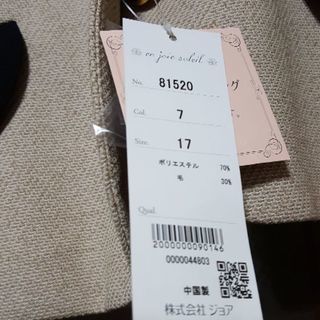 en joie soleil
No. 81520
Col. 7
Size. 17
ポリエステル 70%
毛 30%
Qual.
2000000090146
0000044803
中国製
株式会社 ジョア
グ